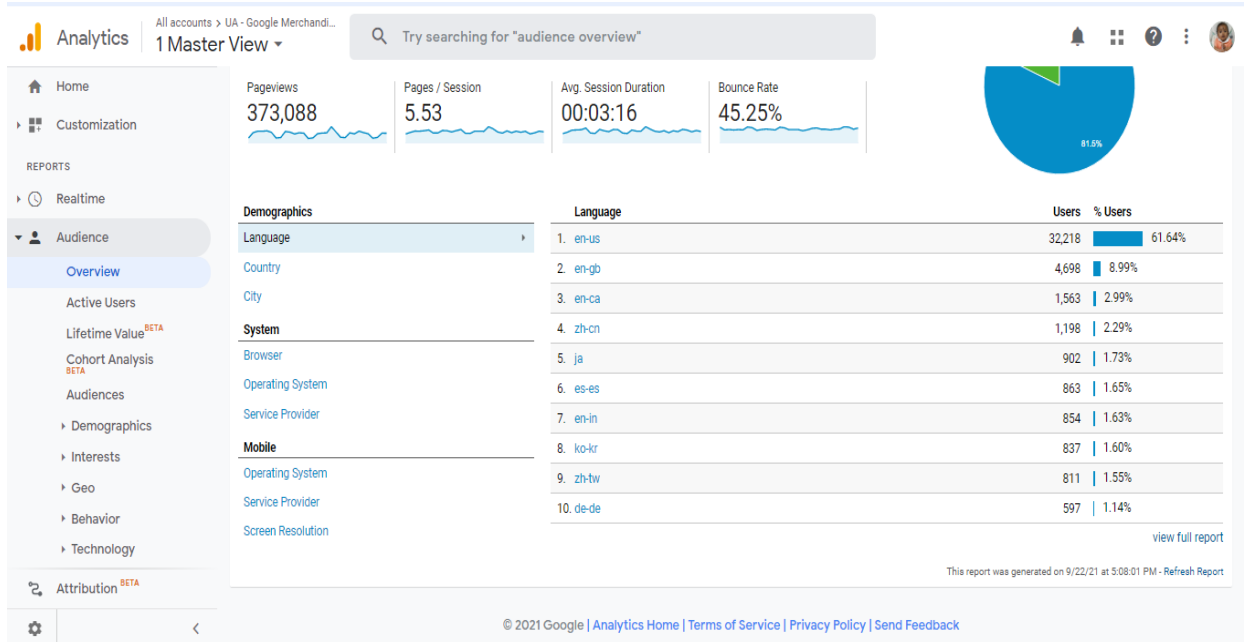 Analytics
All accounts > UA - Google Merchandi...
1 Master View
Try searching for "audience overview"
Home
Customization
REPORTS
Realtime
Audience
Overview
Active Users
Lifetime Value BETA
Cohort Analysis
BETA
Audiences
Demographics
Interests
Geo
Behavior
Technology
Attribution BETA
Pageviews
373,088
Pages / Session
5.53
Avg. Session Duration
00:03:16
Bounce Rate
45.25%
81.5%
Demographics
Language
Country
City
System
Browser
Operating System
Service Provider
Mobile
Operating System
Service Provider
Screen Resolution
Language Users % Users
1. en-us 32,218 61.64%
2. en-gb 4,698 8.99%
3. en-ca 1,563 2.99%
4. zh-cn 1,198 2.29%
5. ja 902 1.73%
6. es-es 863 1.65%
7. en-in 854 1.63%
8. ko-kr 837 1.60%
9. zh-tw 811 1.55%
10. de-de 597 1.14%
view full report
This report was generated on 9/22/21 at 5:08:01 PM - Refresh Report
© 2021 Google | Analytics Home | Terms of Service | Privacy Policy | Send Feedback